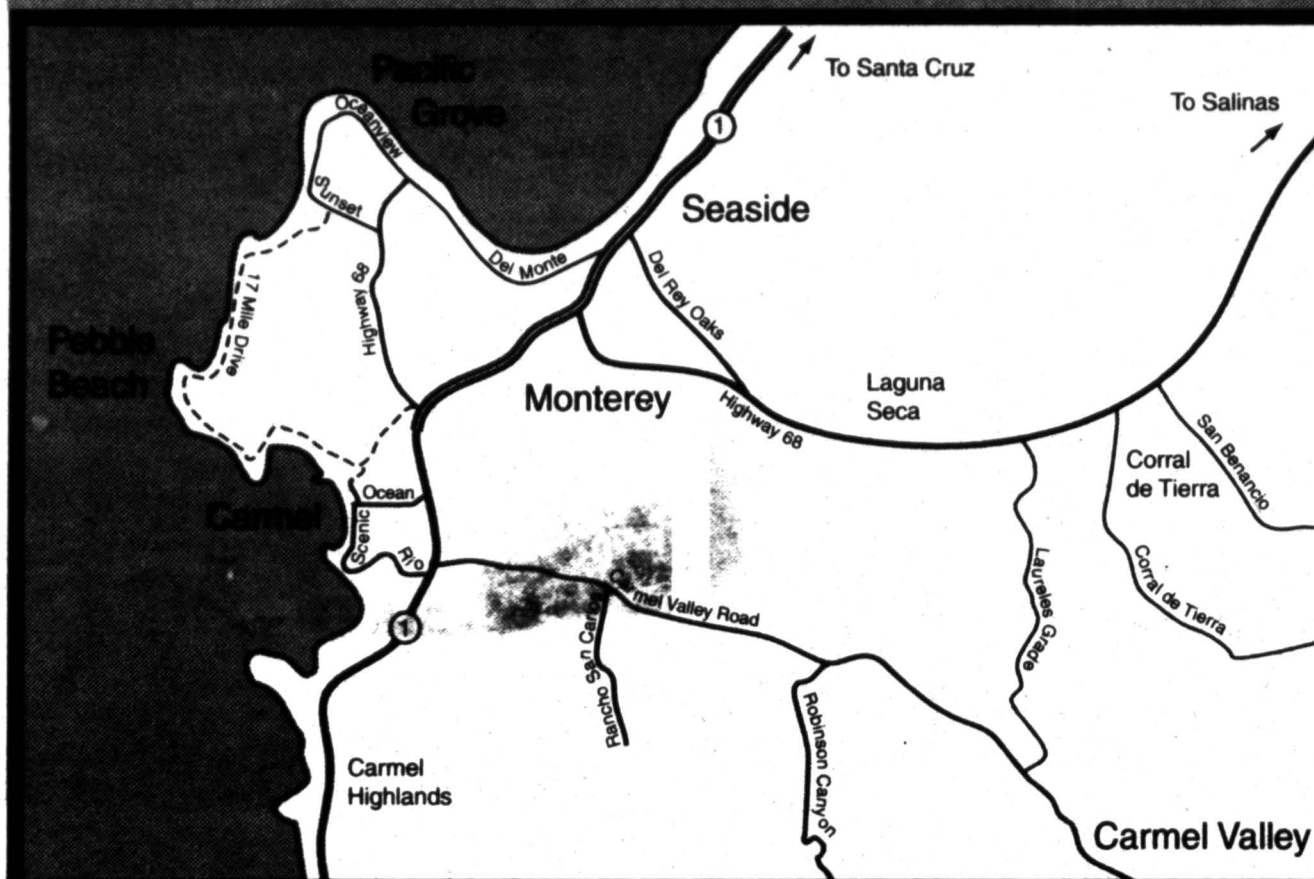 Pacific
Grove
To Santa Cruz
To Salinas
Oceanview
1
Sunset
Seaside
Del Monte
Del Rey Oaks
17 Mile Drive
Highway 68
Pebble
Beach
Monterey
Laguna
Seca
Highway 68
San Benancio
Corral
de Tierra
Ocean
Carmel
Scenic
Rio
Carmel Valley Road
Laureles Grade
Corral de Tierra
1
Rancho San Carlos
Robinson Canyon
Carmel
Highlands
Carmel Valley